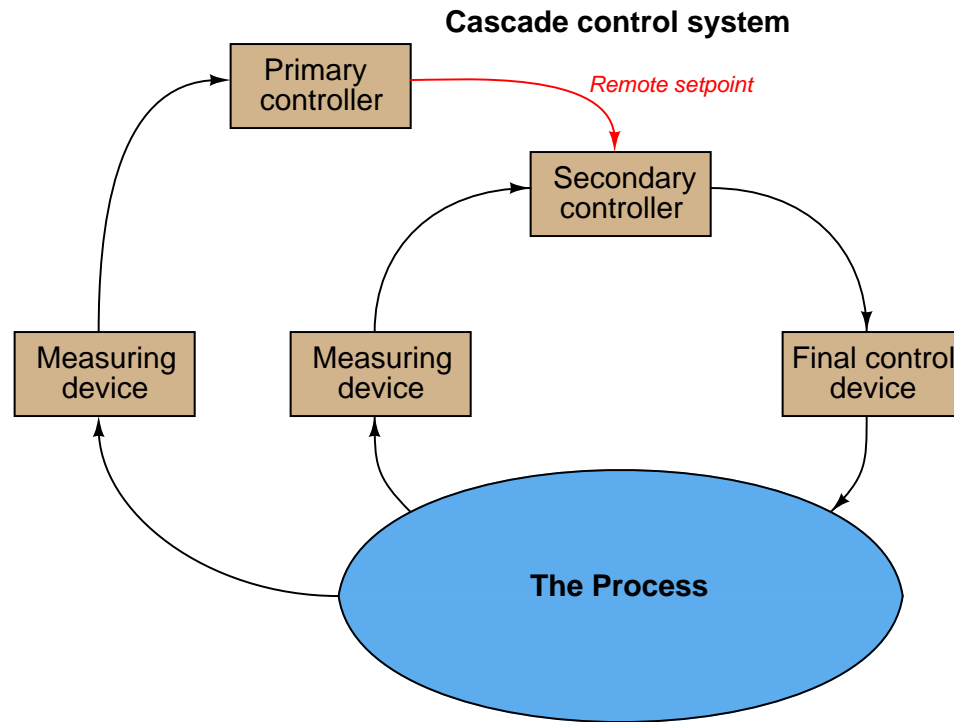 Cascade control system
Primary
controller
Remote setpoint
Secondary
controller
Measuring
device
Measuring
device
Final control
device
The Process